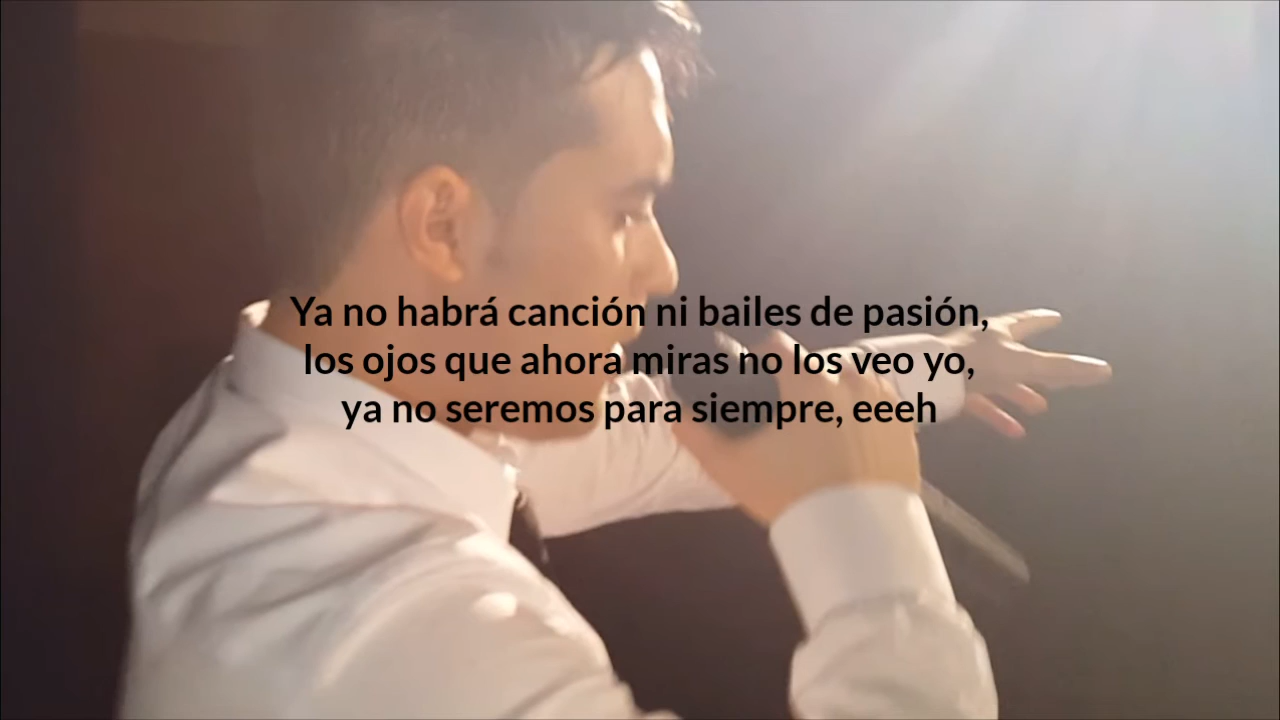 Ya no habrá canción ni bailes de pasión,
los ojos que ahora miras no los veo yo,
ya no seremos para siempre, eeeh